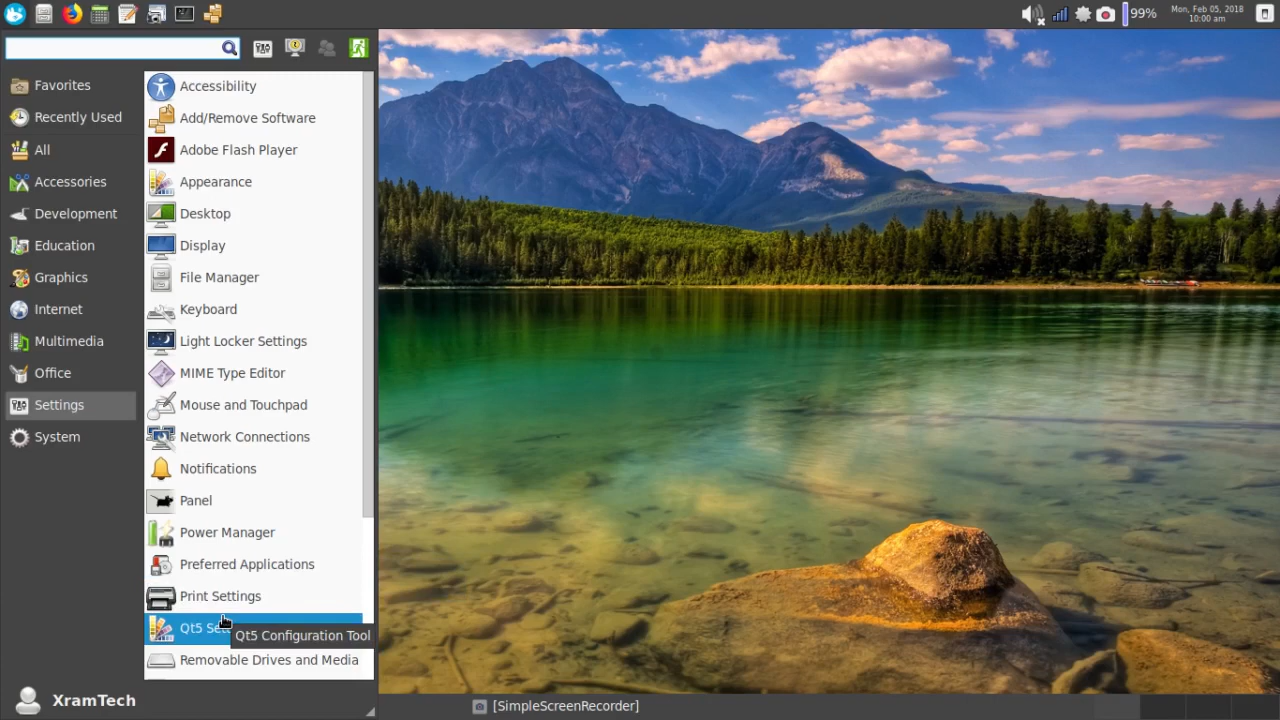 99%
Mon, Feb 05, 2018
10:00 am
Favorites
Recently Used
All
Accessories
Development
Education
Graphics
Internet
Multimedia
Office
Settings
System
Accessibility
Add/Remove Software
Adobe Flash Player
Appearance
Desktop
Display
File Manager
Keyboard
Light Locker Settings
MIME Type Editor
Mouse and Touchpad
Network Connections
Notifications
Panel
Power Manager
Preferred Applications
Print Settings
Qt5
Qt5 Configuration Tool
Removable Drives and Media
XramTech
[SimpleScreenRecorder]